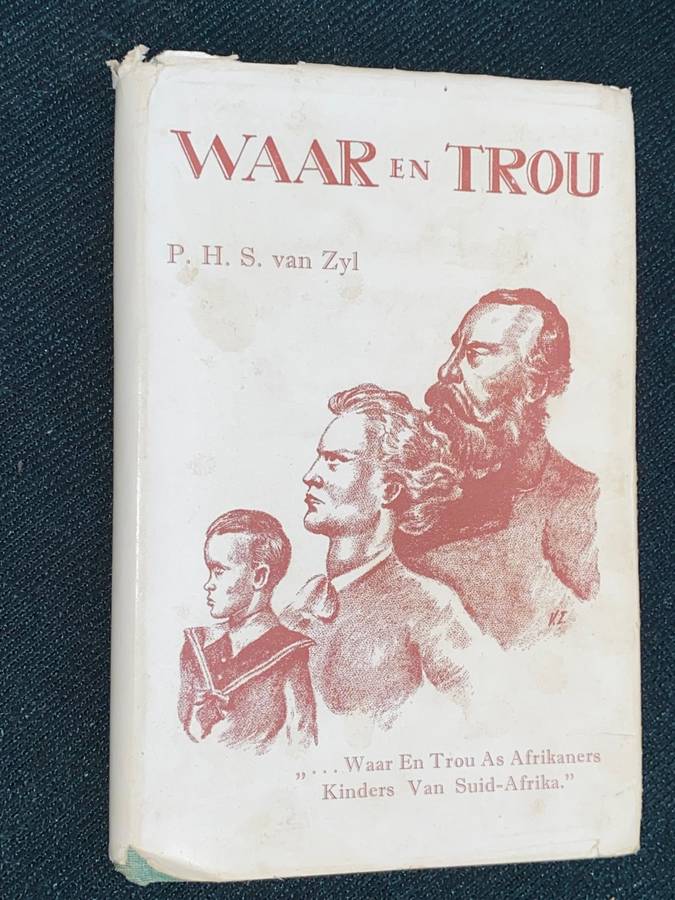 WAAR EN TROU
P. H. S. van Zyl
„... Waar En Trou As Afrikaners
Kinders Van Suid-Afrika.”